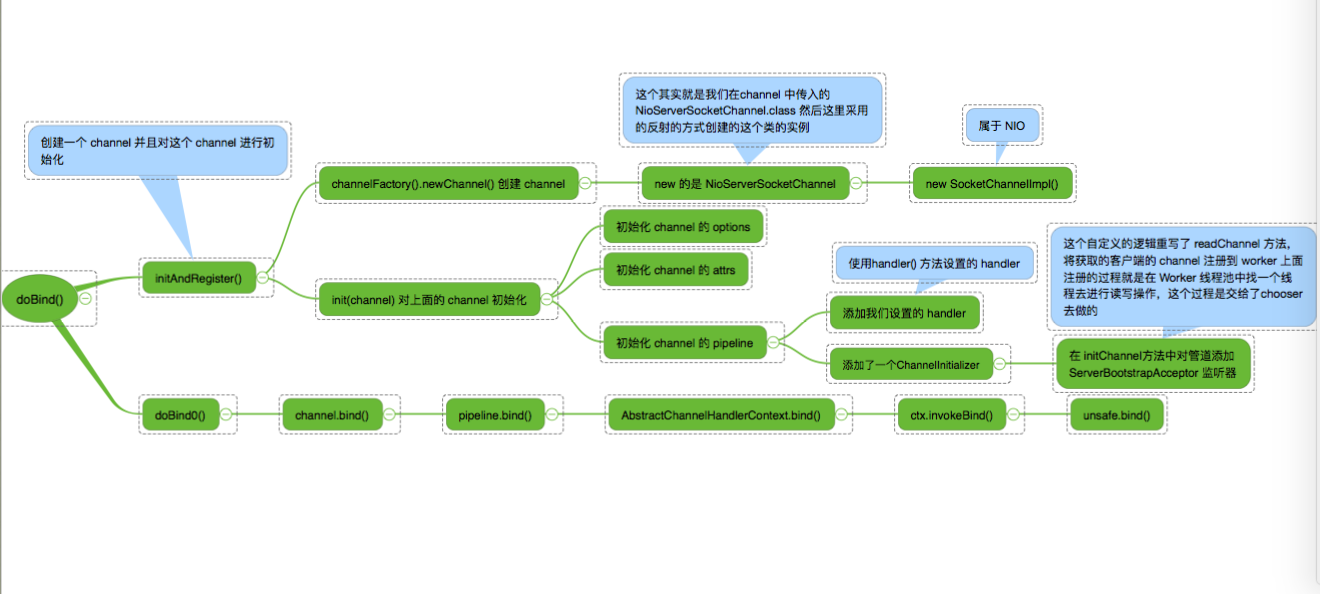 这个其实就是我们在channel 中传入的
NioServerSocketChannel.class 然后这里采用
的反射的方式创建的这个类的实例
属于 NIO
创建一个 channel 并且对这个 channel 进行初
始化
channelFactory().newChannel() 创建 channel
new 的是 NioServerSocketChannel
new SocketChannelImpl()
初始化 channel 的 options
这个自定义的逻辑重写了 readChannel 方法，
将获取的客户端的 channel 注册到 worker 上面
注册的过程就是在 Worker 线程池中找一个线
程去进行读写操作，这个过程是交给了chooser
去做的
使用handler() 方法设置的 handler
initAndRegister()
初始化 channel 的 attrs
doBind()
init(channel) 对上面的 channel 初始化
添加我们设置的 handler
初始化 channel 的 pipeline
添加了一个ChannelInitializer
在 initChannel方法中对管道添加
ServerBootstrapAcceptor 监听器
doBind0()
channel.bind()
pipeline.bind()
AbstractChannelHandlerContext.bind()
ctx.invokeBind()
unsafe.bind()